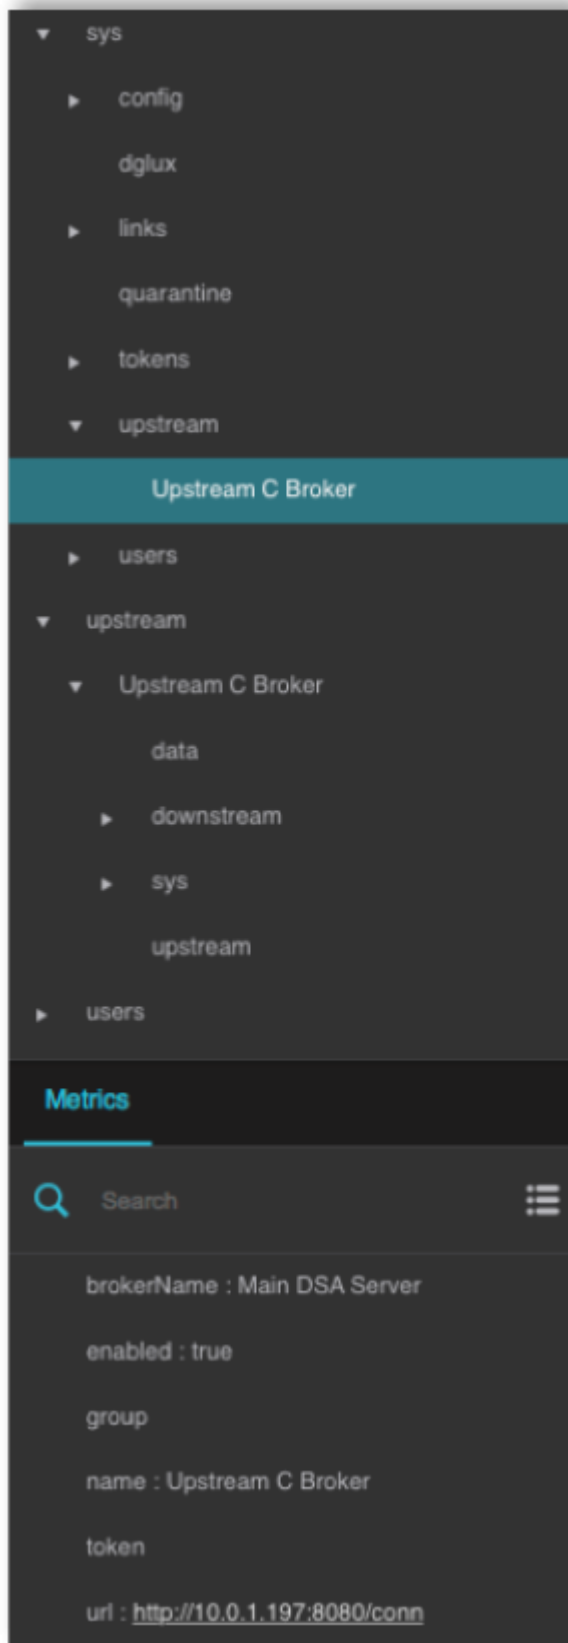 sys
config
dglux
links
quarantine
tokens
upstream
Upstream C Broker
users
upstream
Upstream C Broker
data
downstream
sys
upstream
users
Metrics
Search
brokerName : Main DSA Server
enabled : true
group
name : Upstream C Broker
token
url : http://10.0.1.197:8080/conn